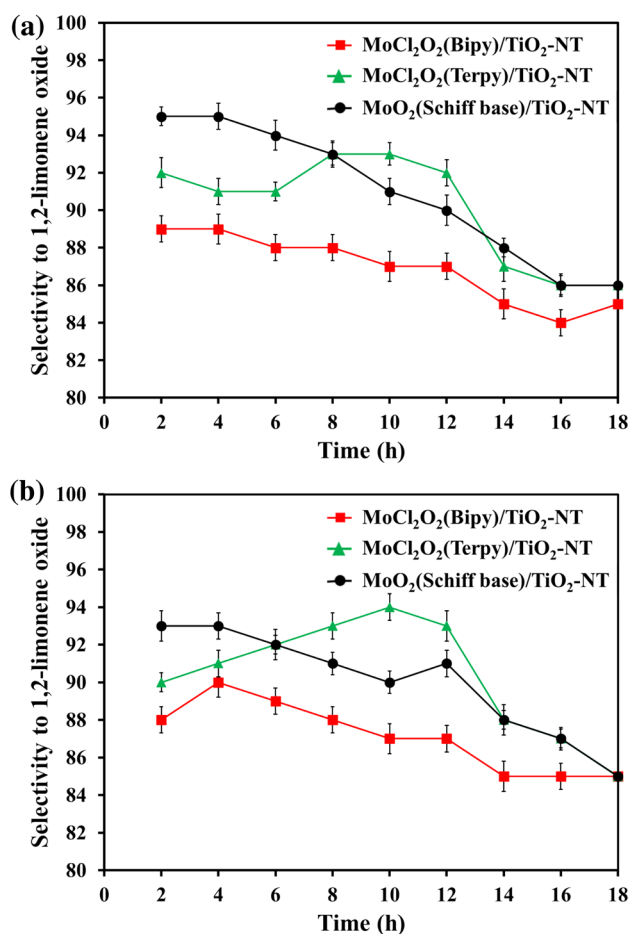 (a)
Selectivity to 1,2-limonene oxide
100
98
96
94
92
90
88
86
84
82
80
MoCl₂O₂(Bipy)/TiO₂-NT
MoCl₂O₂(Terpy)/TiO₂-NT
MoO₂(Schiff base)/TiO₂-NT
0 2 4 6 8 10 12 14 16 18
Time (h)
(b)
Selectivity to 1,2-limonene oxide
100
98
96
94
92
90
88
86
84
82
80
MoCl₂O₂(Bipy)/TiO₂-NT
MoCl₂O₂(Terpy)/TiO₂-NT
MoO₂(Schiff base)/TiO₂-NT
0 2 4 6 8 10 12 14 16 18
Time (h)